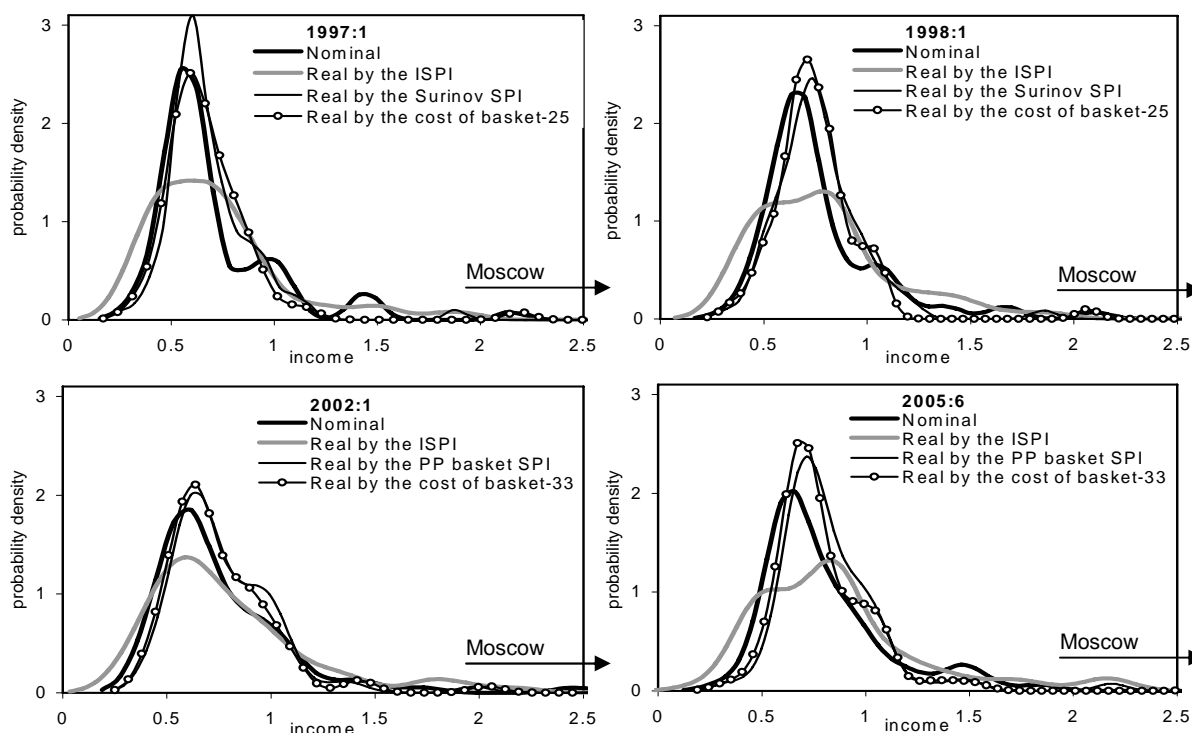 3
2
1
0
probability density
1997:1
Nominal
Real by the ISPI
Real by the Surinov SPI
Real by the cost of basket-25
Moscow
0 0.5 1 1.5 2 2.5
income
3
2
1
0
probability density
1998:1
Nominal
Real by the ISPI
Real by the Surinov SPI
Real by the cost of basket-25
Moscow
0 0.5 1 1.5 2 2.5
income
3
2
1
0
probability density
2002:1
Nominal
Real by the ISPI
Real by the PP basket SPI
Real by the cost of basket-33
Moscow
0 0.5 1 1.5 2 2.5
income
3
2
1
0
probability density
2005:6
Nominal
Real by the ISPI
Real by the PP basket SPI
Real by the cost of basket-33
Moscow
0 0.5 1 1.5 2 2.5
income